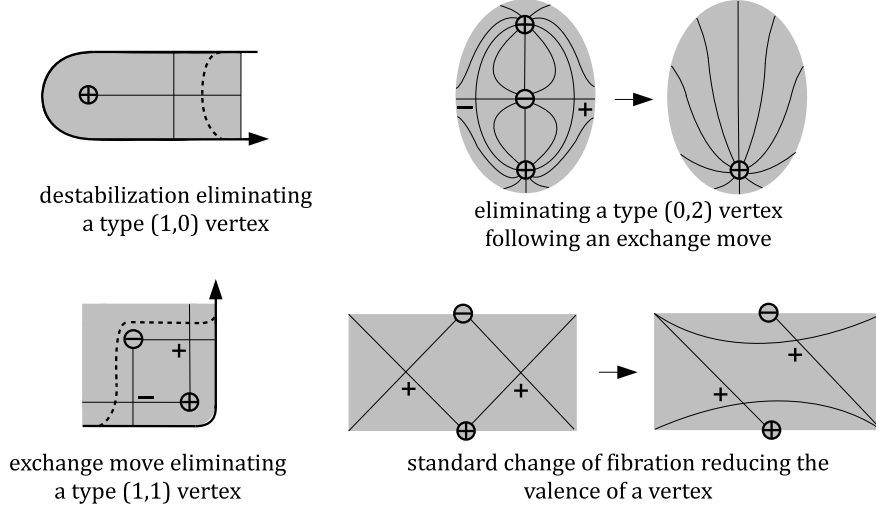 destabilization eliminating
a type (1,0) vertex
eliminating a type (0,2) vertex
following an exchange move
exchange move eliminating
a type (1,1) vertex
standard change of fibration reducing the
valence of a vertex